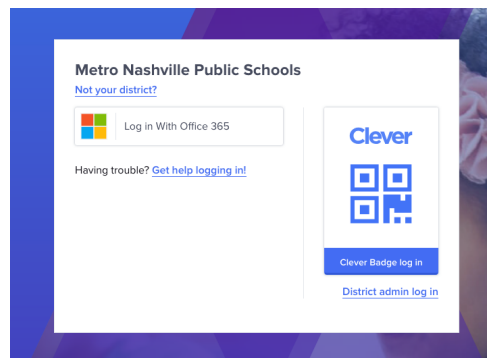 Metro Nashville Public Schools
Not your district?
Log in With Office 365
Having trouble? Get help logging in!
Clever
Clever Badge log in
District admin log in